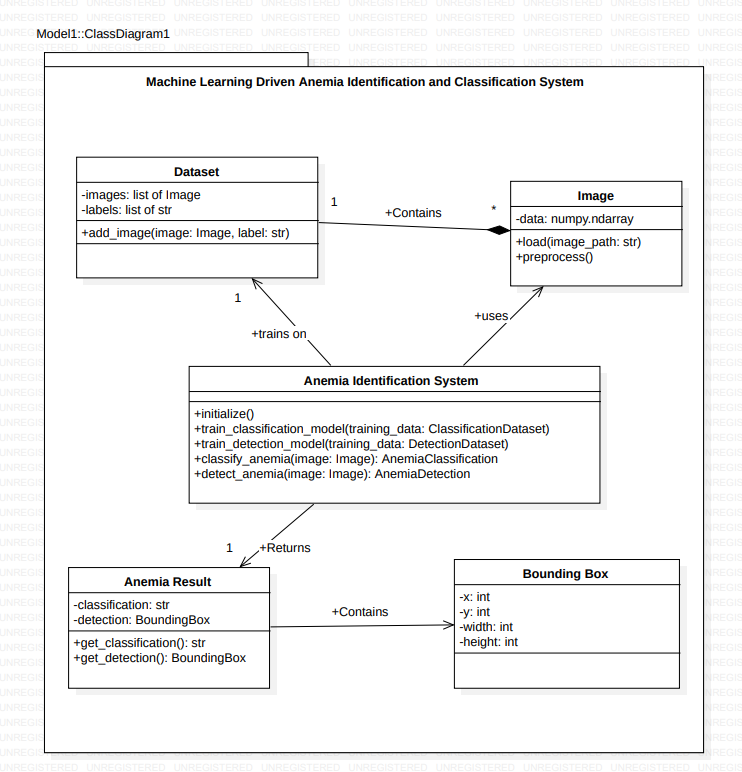 Model1::ClassDiagram1
Machine Learning Driven Anemia Identification and Classification System
Dataset
-images: list of Image
-labels: list of str
+add_image(image: Image, label: str)
1
+Contains
*
Image
-data: numpy.ndarray
+load(image_path: str)
+preprocess()
1
+trains on
+uses
Anemia Identification System
+initialize()
+train_classification_model(training_data: ClassificationDataset)
+train_detection_model(training_data: DetectionDataset)
+classify_anemia(image: Image): AnemiaClassification
+detect_anemia(image: Image): AnemiaDetection
1
+Returns
Anemia Result
-classification: str
-detection: BoundingBox
+get_classification(): str
+get_detection(): BoundingBox
+Contains
Bounding Box
-x: int
-y: int
-width: int
-height: int
UNREGISTERED